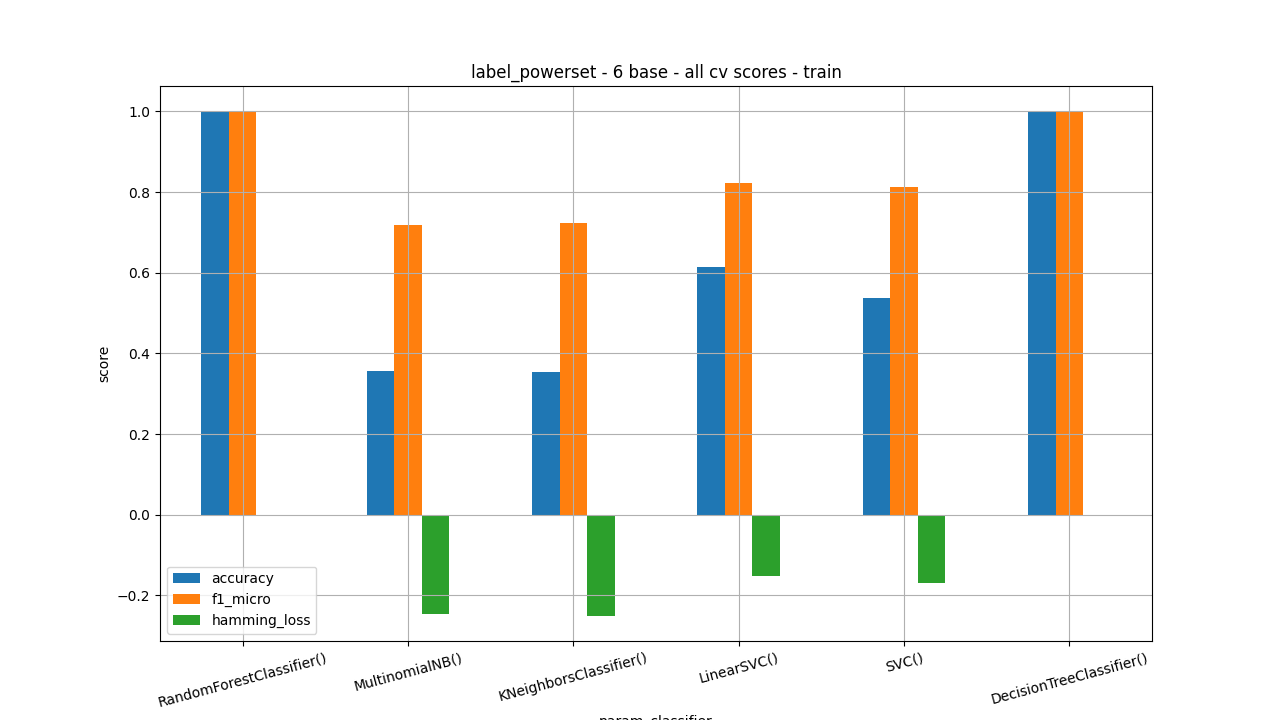 label_powerset - 6 base - all cv scores - train
1.0
0.8
0.6
0.4
0.2
0.0
−0.2
score
accuracy
f1_micro
hamming_loss
RandomForestClassifier()
MultinomialNB()
KNeighborsClassifier()
LinearSVC()
SVC()
DecisionTreeClassifier()
param_classifier